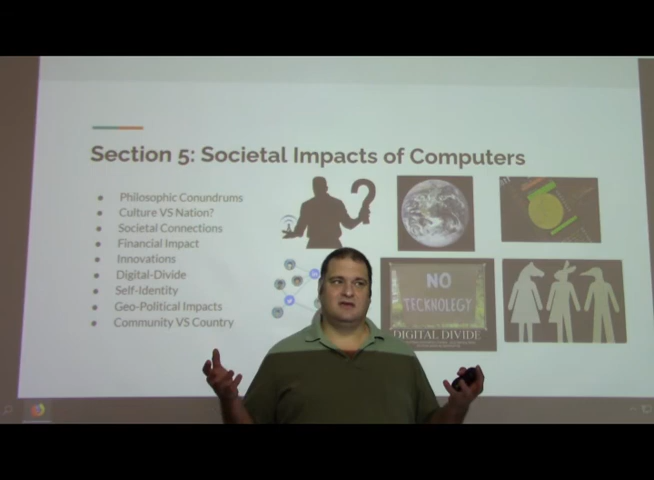 Section 5: Societal Impacts of Computers
Philosophic Conundrums
Culture VS Nation?
Societal Connections
Financial Impact
Innovations
Digital-Divide
Self-Identity
Geo-Political Impacts
Community VS Country
NO
TECKNOLEGY
DIGITAL DIVIDE